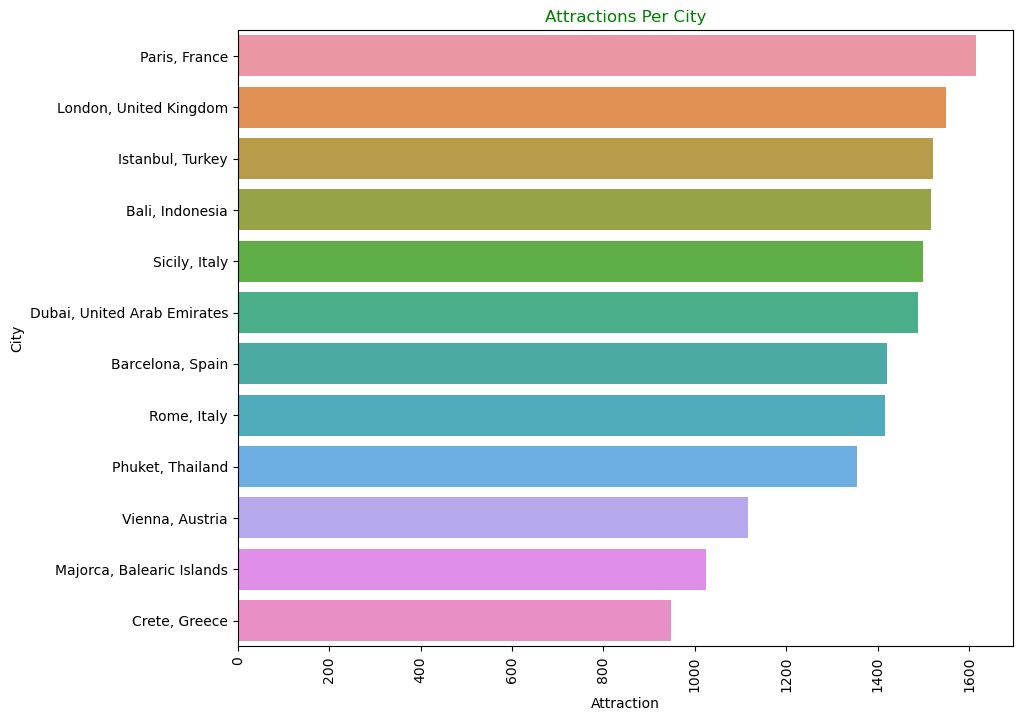 Attractions Per City
City
Paris, France
London, United Kingdom
Istanbul, Turkey
Bali, Indonesia
Sicily, Italy
Dubai, United Arab Emirates
Barcelona, Spain
Rome, Italy
Phuket, Thailand
Vienna, Austria
Majorca, Balearic Islands
Crete, Greece
0
200
400
600
800
1000
1200
1400
1600
Attraction